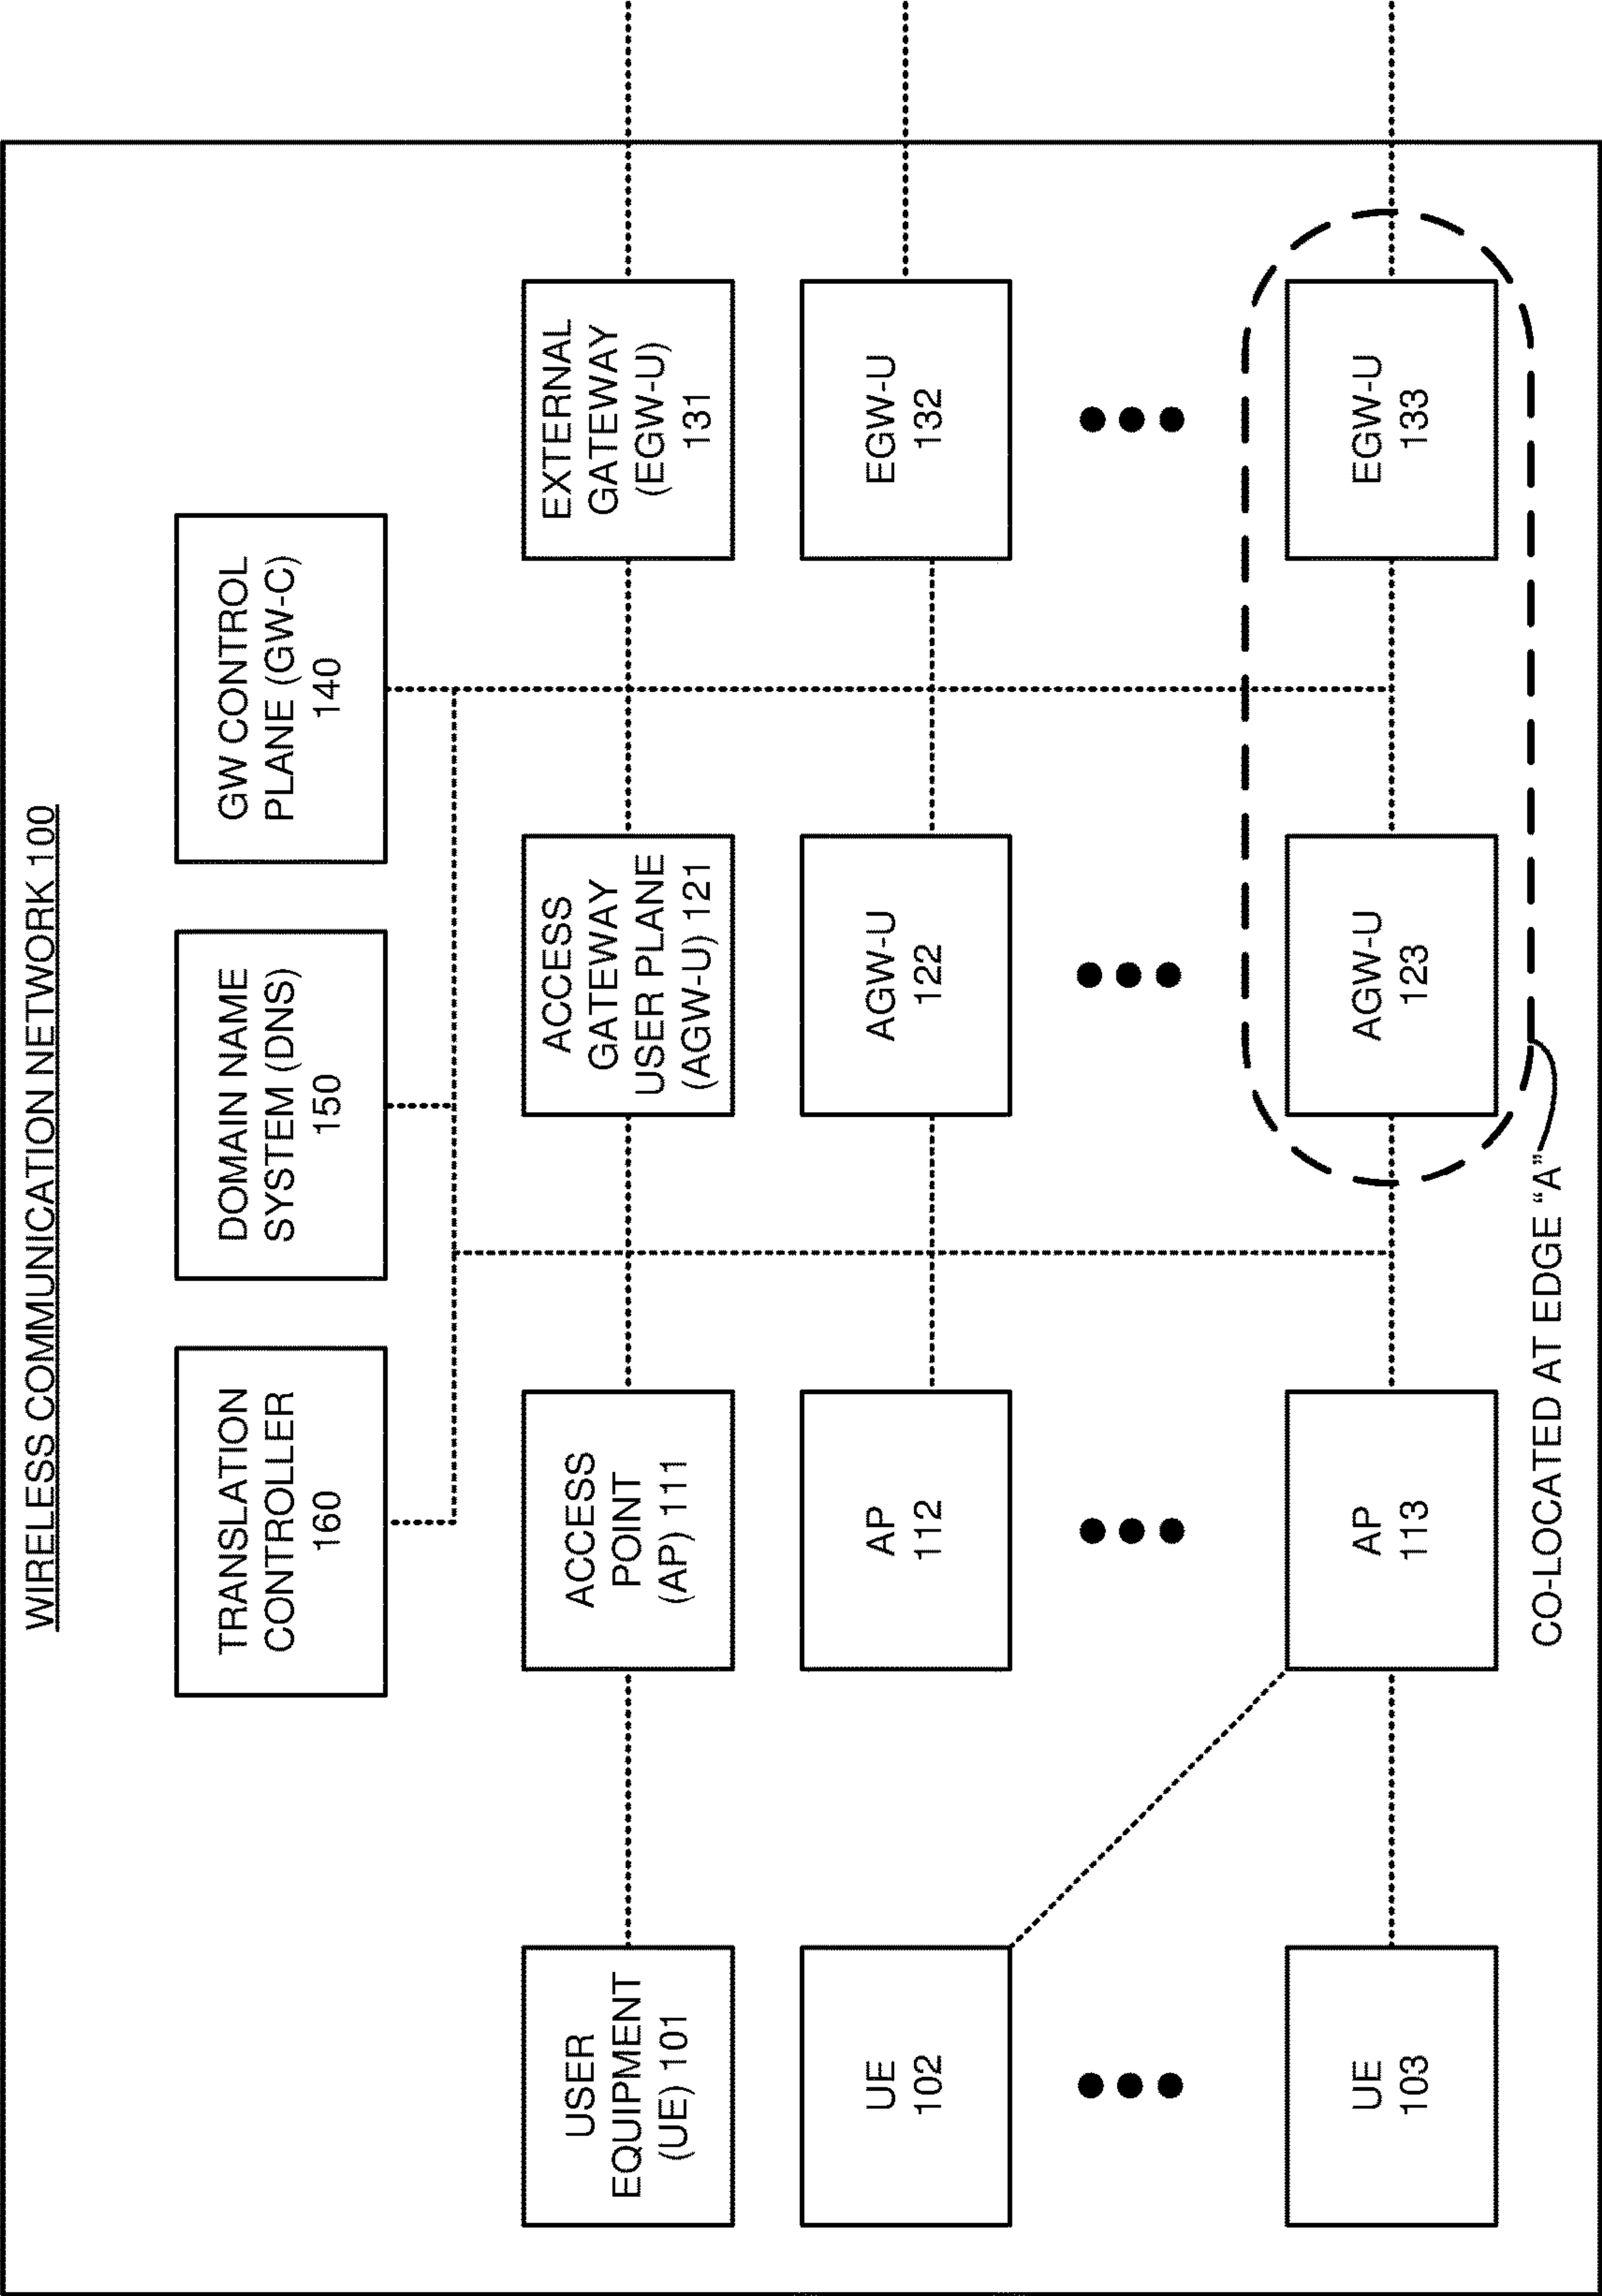 WIRELESS COMMUNICATION NETWORK 100
TRANSLATION
CONTROLLER
160
DOMAIN NAME
SYSTEM (DNS)
150
GW CONTROL
PLANE (GW-C)
140
USER
EQUIPMENT
(UE) 101
ACCESS
POINT
(AP) 111
ACCESS
GATEWAY
USER PLANE
(AGW-U) 121
EXTERNAL
GATEWAY
(EGW-U)
131
UE
102
AP
112
AGW-U
122
EGW-U
132
UE
103
AP
113
AGW-U
123
EGW-U
133
CO-LOCATED AT EDGE “A”